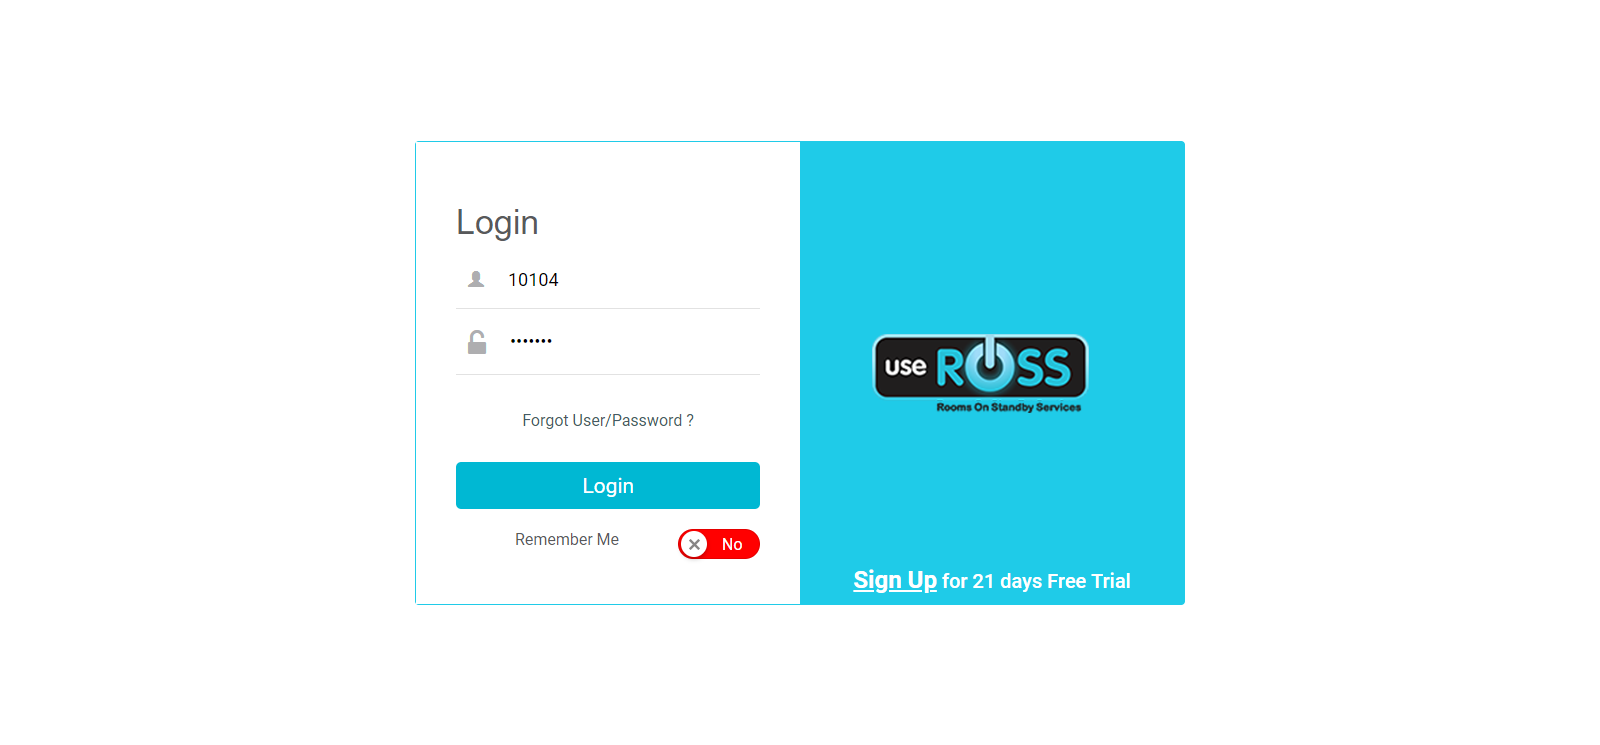 Login
10104
•••••••
Forgot User/Password ?
Login
Remember Me
No
use ROSS
Rooms On Standby Services
Sign Up for 21 days Free Trial